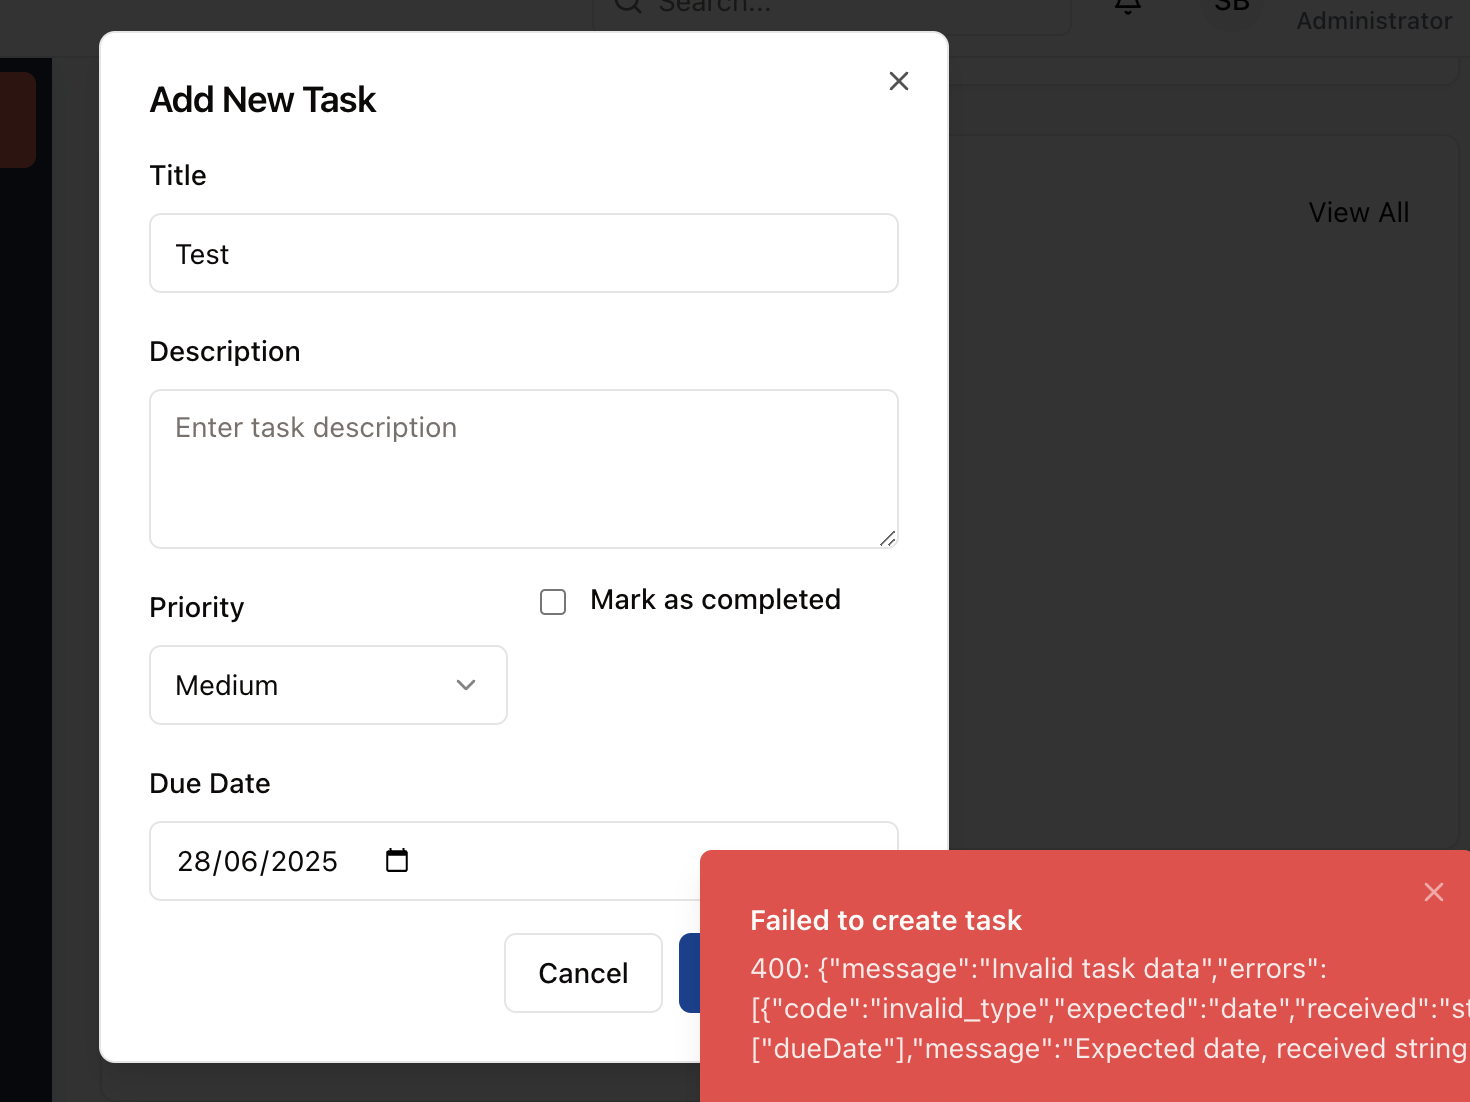 Search...
SB
Administrator
Add New Task
Title
View All
Test
Description
Enter task description
Priority
Mark as completed
Medium
Due Date
28/06/2025
Cancel
Failed to create task
400: {"message":"Invalid task data","errors":
[{"code":"invalid_type","expected":"date","received":"st
["dueDate"],"message":"Expected date, received string